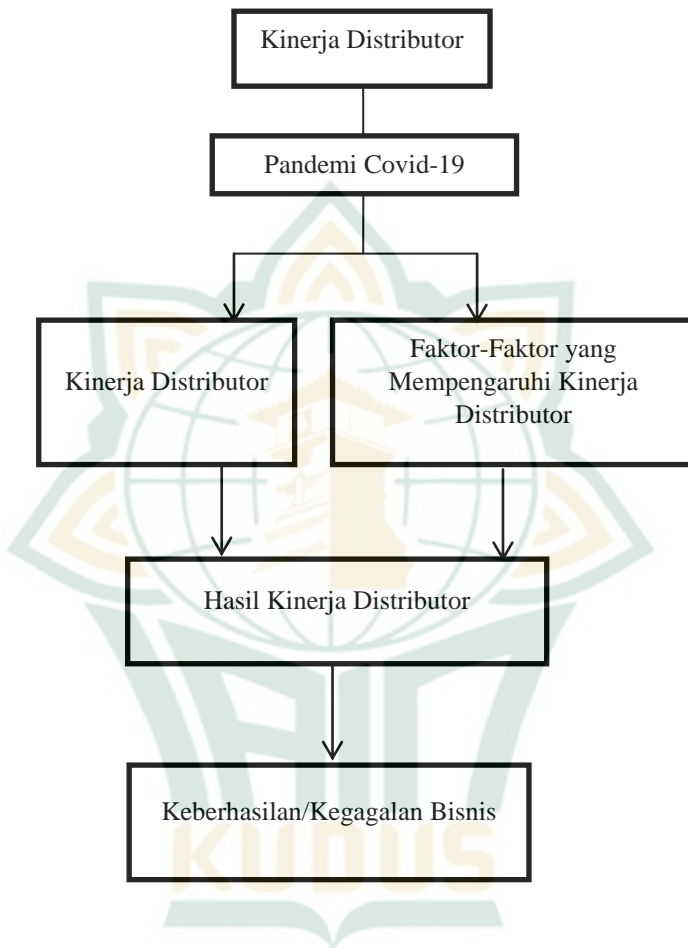 Kinerja Distributor
Pandemi Covid-19
Kinerja Distributor
Faktor-Faktor yang
Mempengaruhi Kinerja
Distributor
Hasil Kinerja Distributor
Keberhasilan/Kegagalan Bisnis
IAIN
KUDUS